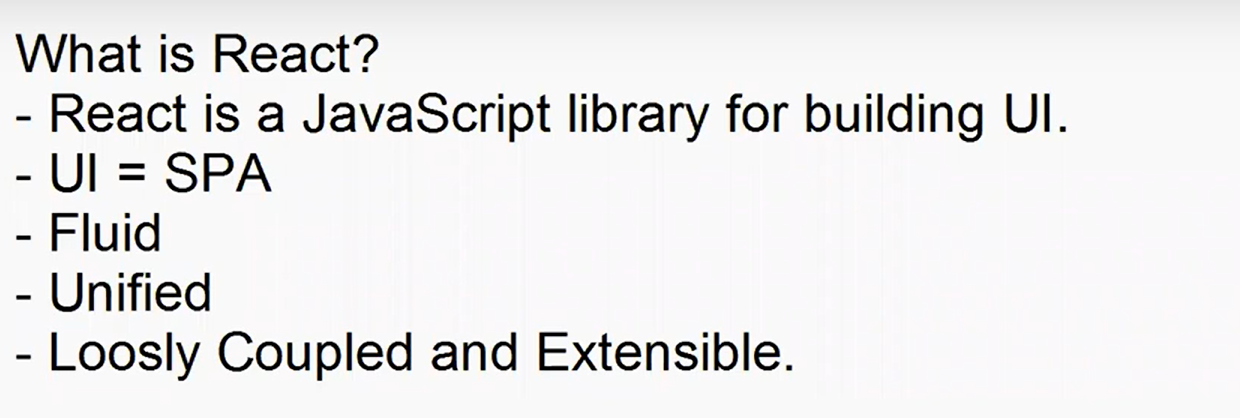 What is React?
- React is a JavaScript library for building UI.
- UI = SPA
- Fluid
- Unified
- Loosly Coupled and Extensible.